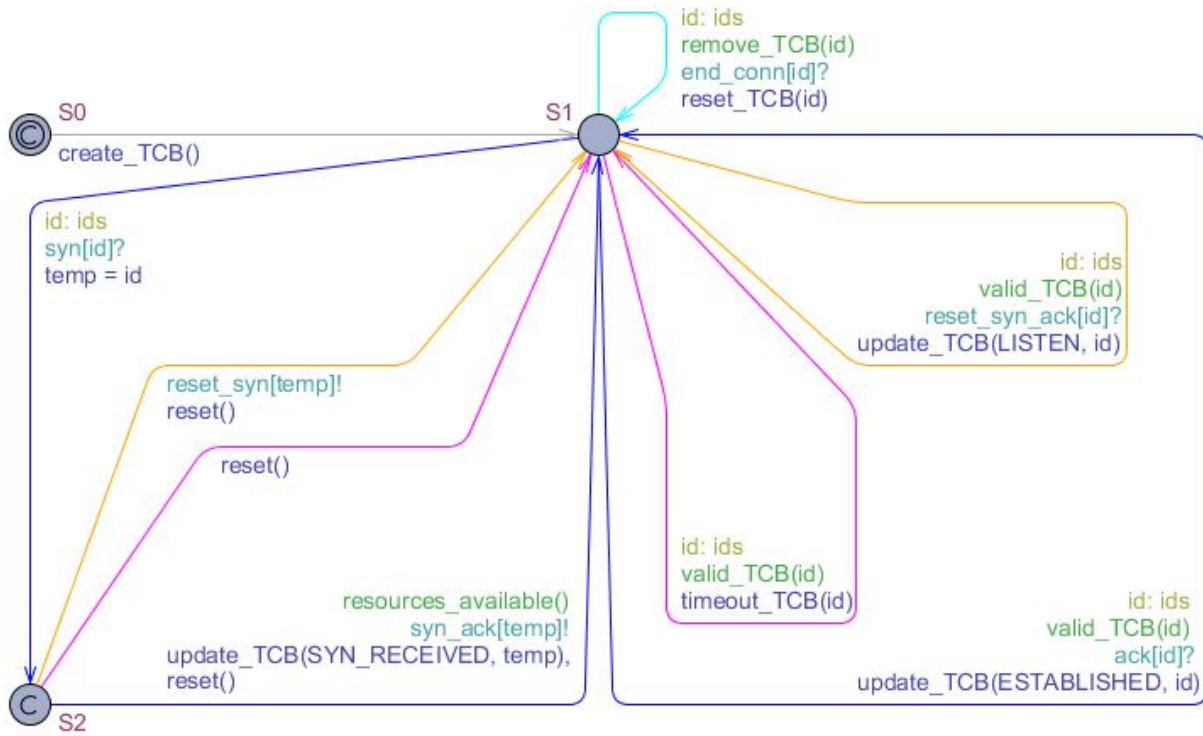 id: ids
remove_TCB(id)
end_conn[id]?
reset_TCB(id)
S0
S1
C
create_TCB()
id: ids
syn[id]?
temp = id
id: ids
valid_TCB(id)
reset_syn_ack[id]?
update_TCB(LISTEN, id)
reset_syn[temp]!
reset()
reset()
id: ids
valid_TCB(id)
timeout_TCB(id)
resources_available()
syn_ack[temp]!
update_TCB(SYN_RECEIVED, temp),
reset()
id: ids
valid_TCB(id)
ack[id]?
update_TCB(ESTABLISHED, id)
C
S2